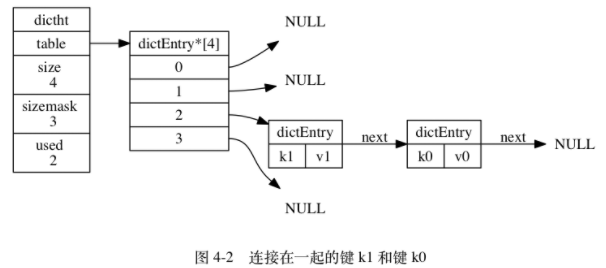 dictht
table
size
4
sizemask
3
used
2
dictEntry*[4]
0
1
2
3
NULL
NULL
dictEntry
k1 v1
next
dictEntry
k0 v0
next
NULL
NULL
图 4-2 连接在一起的键 k1 和键 k0